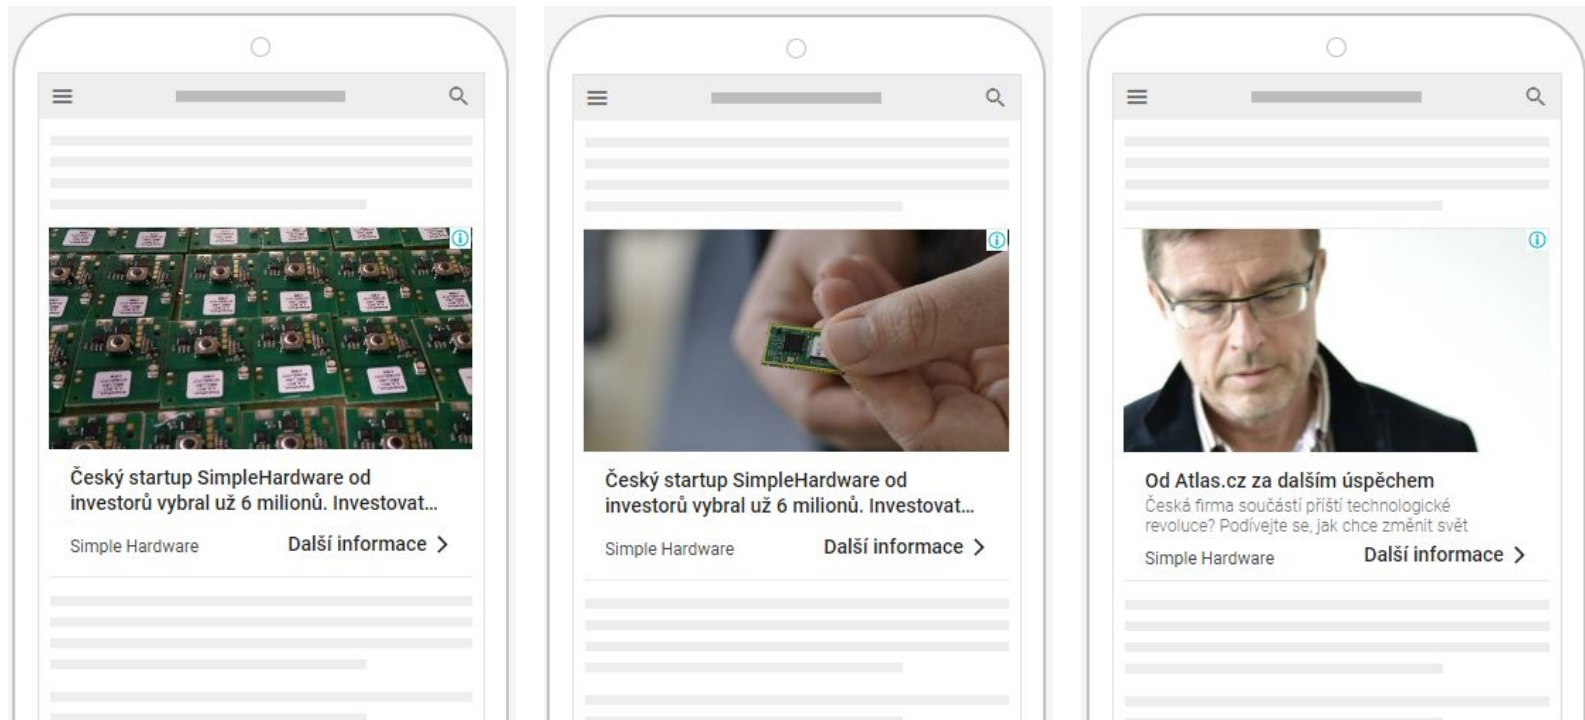 Český startup SimpleHardware od
investorů vybral už 6 milionů. Investovat...
Simple Hardware
Další informace
Český startup SimpleHardware od
investorů vybral už 6 milionů. Investovat...
Simple Hardware
Další informace
Od Atlas.cz za dalším úspěchem
Česká firma součástí příští technologické
revoluce? Podívejte se, jak chce změnit svět
Simple Hardware
Další informace